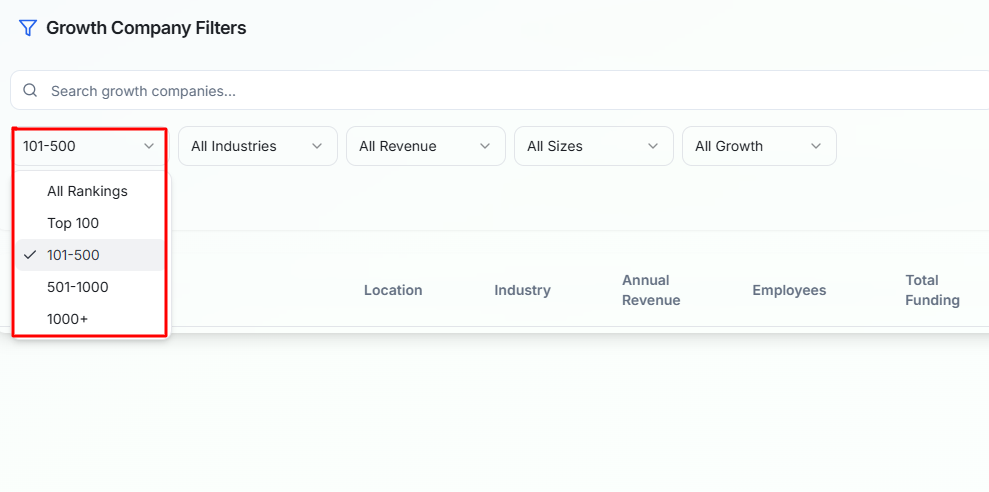 Growth Company Filters
Search growth companies...
101-500 All Industries All Revenue All Sizes All Growth
All Rankings
Top 100
101-500
501-1000
1000+
Location Industry Annual Revenue Employees Total Funding